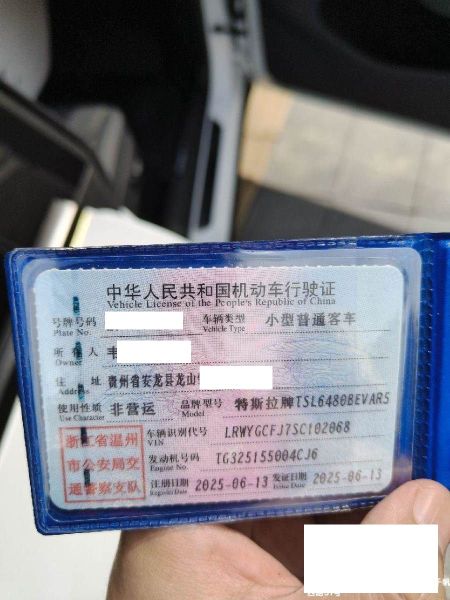 中华人民共和国机动车行驶证
Vehicle License of the People's Republic of China
号牌号码
Plate No.
车辆类型 小型普通客车
Vehicle Type
所有人
Owner
住址 贵州省安龙县龙山
Address
使用性质 非营运
Use Character
品牌型号 特斯拉牌TSL6480BEVAR5
Model
浙江省温州
市公安局交
通警察支队
车辆识别代号 LRWYGCFJ7SC102068
VIN
发动机号码 TG325155004CJ6
Engine No.
注册日期 2025-06-13
Register Date
发证日期 2025-06-13
Issue Date